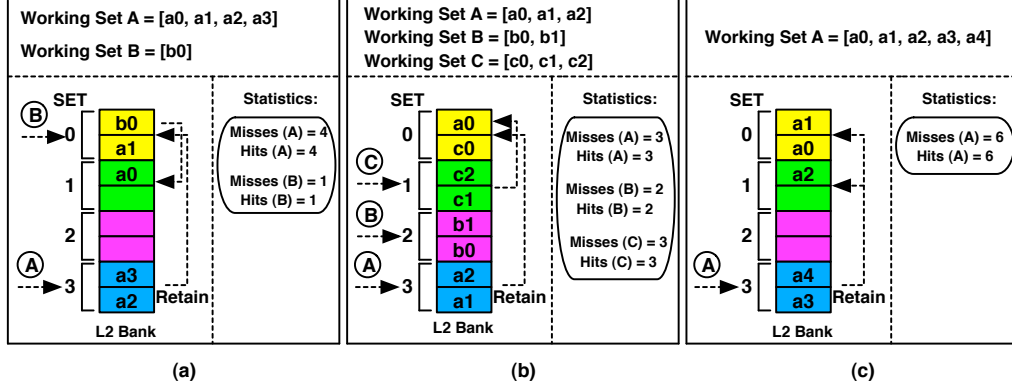 Working Set A = [a0, a1, a2, a3]
Working Set B = [b0]
SET
Statistics:
B
0
b0
a1
Misses (A) = 4
Hits (A) = 4
1
a0
Misses (B) = 1
Hits (B) = 1
2
A
3
a3
a2
Retain
L2 Bank
(a)
Working Set A = [a0, a1, a2]
Working Set B = [b0, b1]
Working Set C = [c0, c1, c2]
SET
Statistics:
0
a0
c0
Misses (A) = 3
Hits (A) = 3
C
1
c2
c1
Misses (B) = 2
Hits (B) = 2
B
2
b1
b0
Misses (C) = 3
Hits (C) = 3
A
3
a2
a1
Retain
L2 Bank
(b)
Working Set A = [a0, a1, a2, a3, a4]
SET
Statistics:
0
a1
a0
Misses (A) = 6
Hits (A) = 6
1
a2
2
A
3
a4
a3
Retain
L2 Bank
(c)